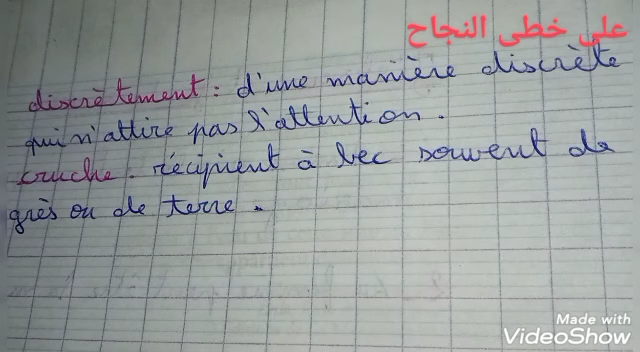 على خطى النجاح
discrètement : d'une manière discrète
qui n'attire pas l'attention.
cruche. récipient à bec souvent de
grès ou de terre.
Made with
VideoShow